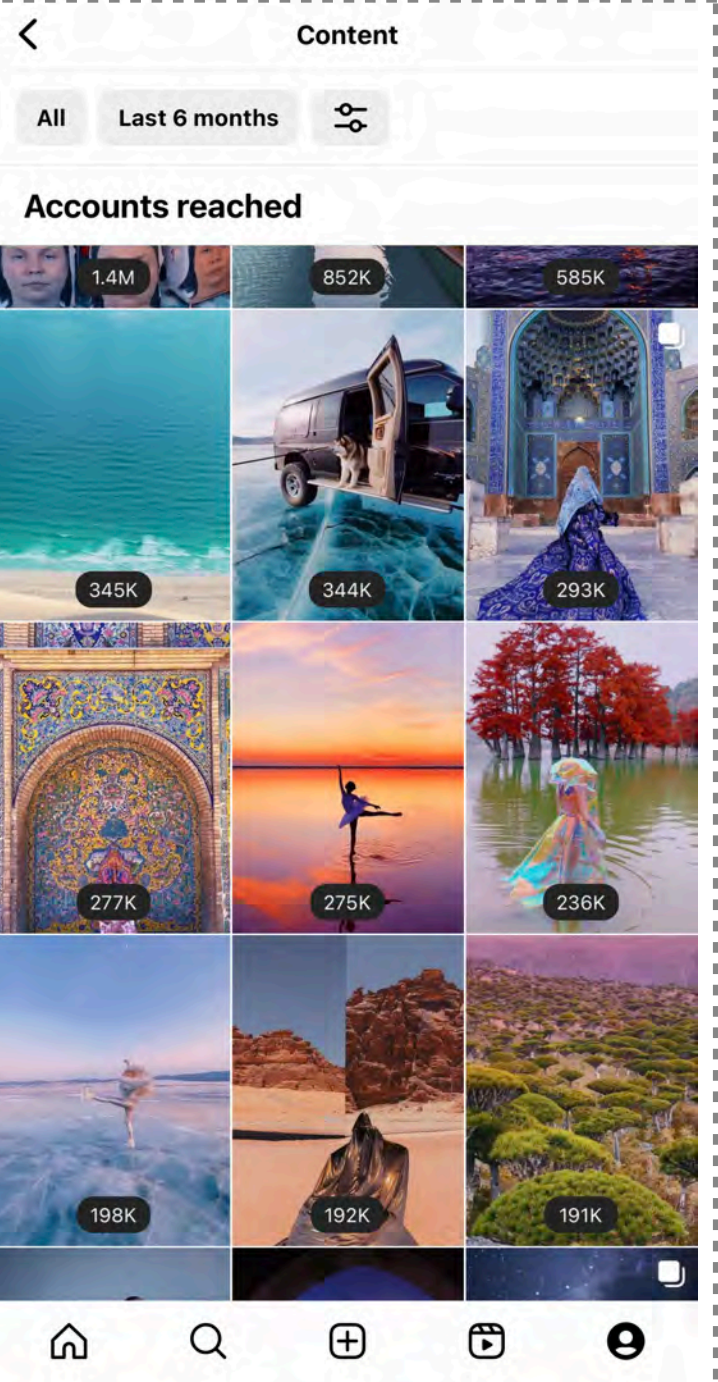 Content
All
Last 6 months
Accounts reached
1.4M
852K
585K
345K
344K
293K
277K
275K
236K
198K
192K
191K